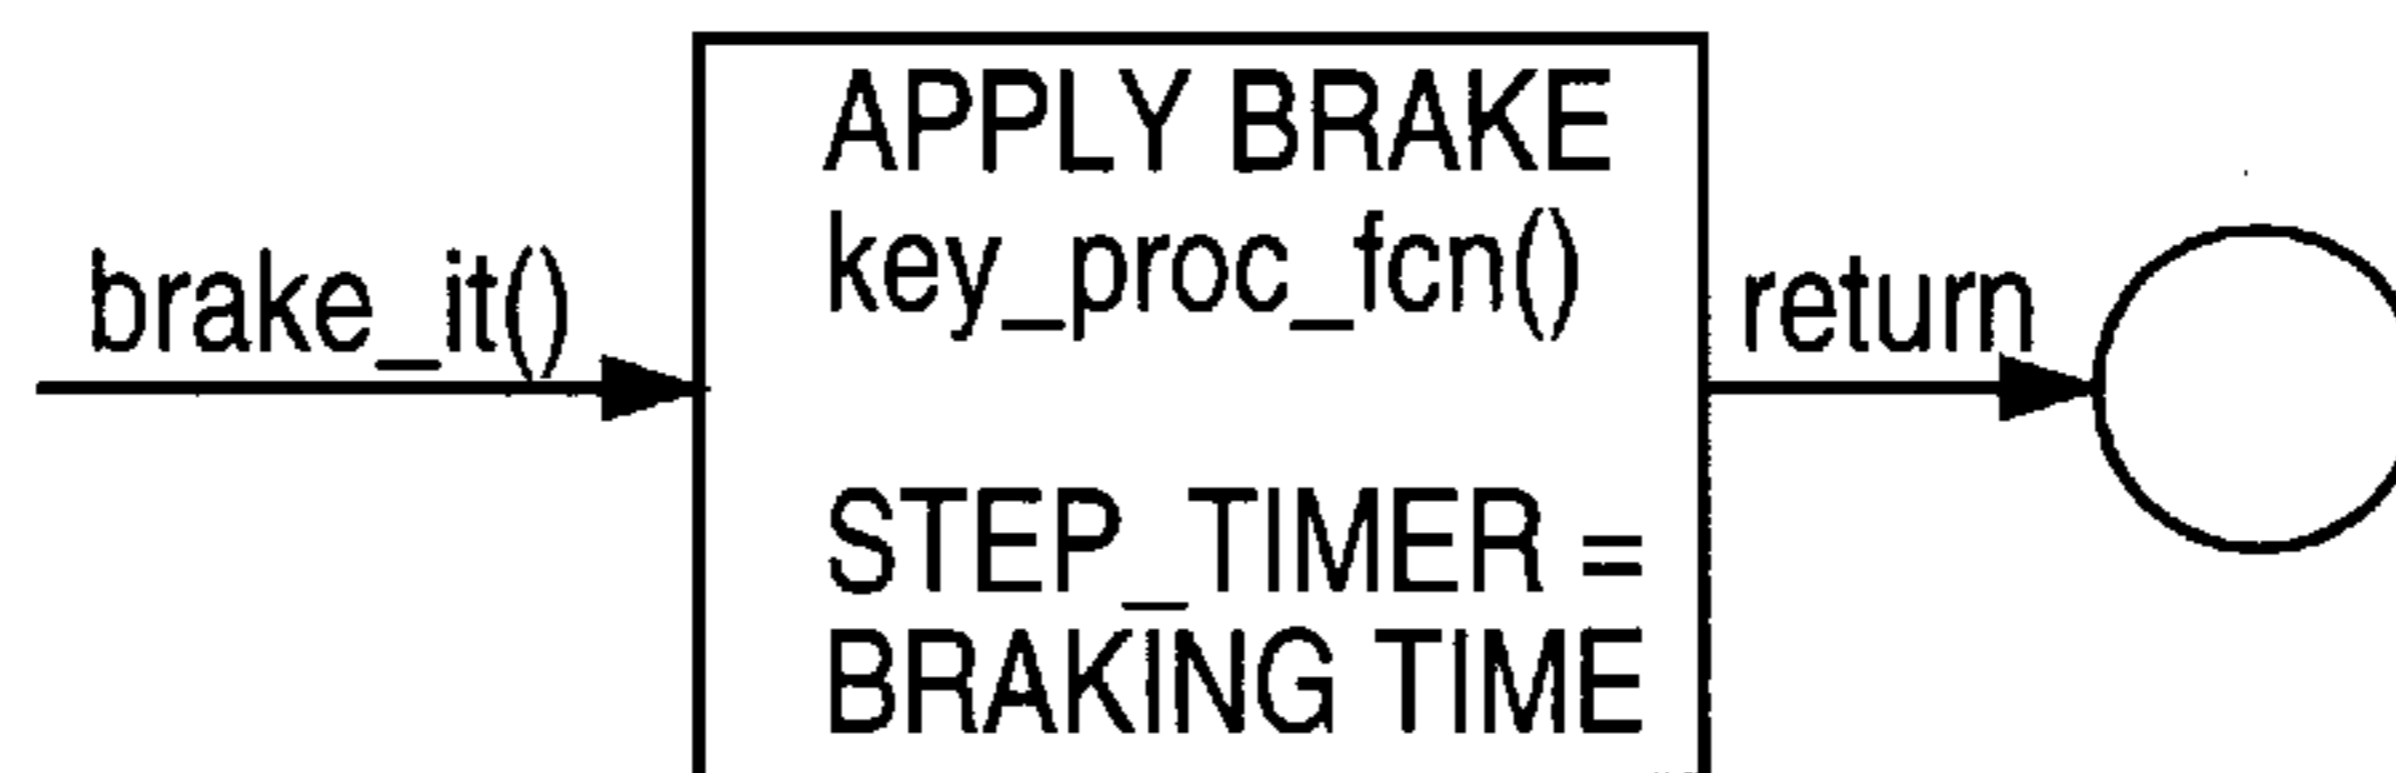 brake_it()
APPLY BRAKE
key_proc_fcn()
STEP_TIMER =
BRAKING TIME
return